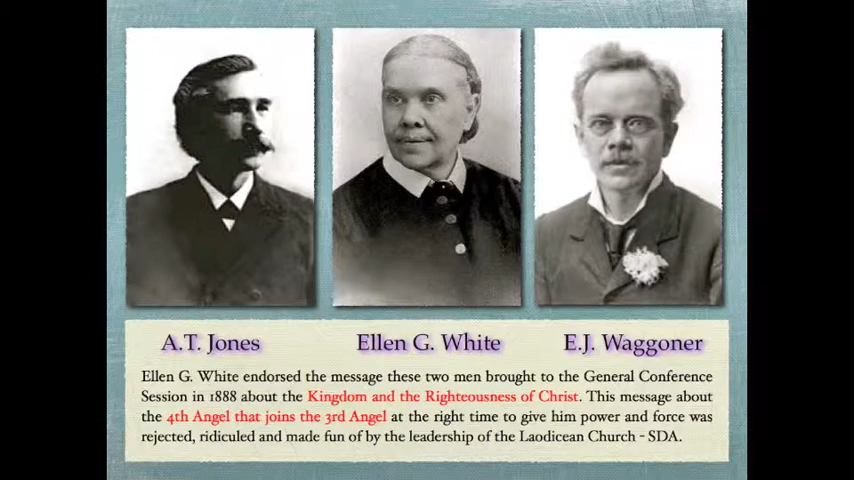 A.T. Jones Ellen G. White E.J. Waggoner
Ellen G. White endorsed the message these two men brought to the General Conference
Session in 1888 about the Kingdom and the Righteousness of Christ. This message about
the 4th Angel that joins the 3rd Angel at the right time to give him power and force was
rejected, ridiculed and made fun of by the leadership of the Laodicean Church - SDA.